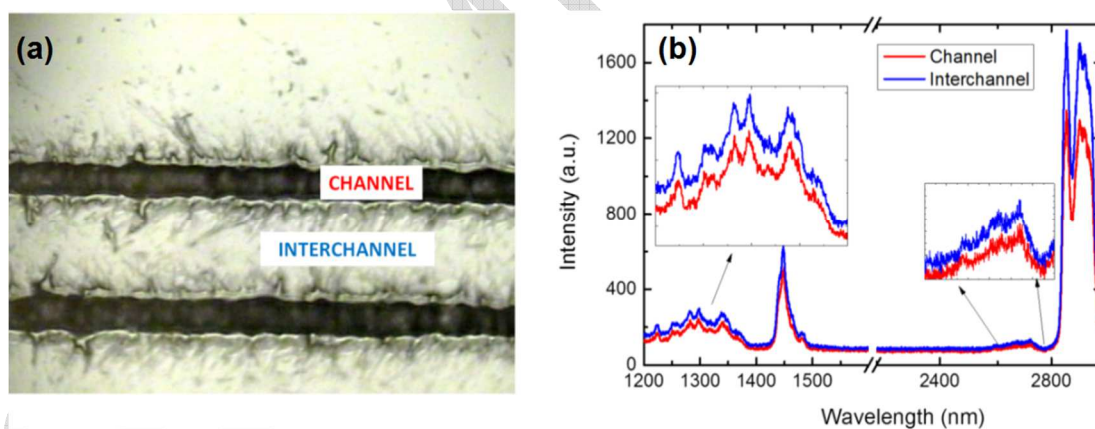 (a)
CHANNEL
INTERCHANNEL
(b)
Channel
Interchannel
1600
1200
800
400
0
Intensity (a.u.)
1200 1300 1400 1500 2400 2800
Wavelength (nm)